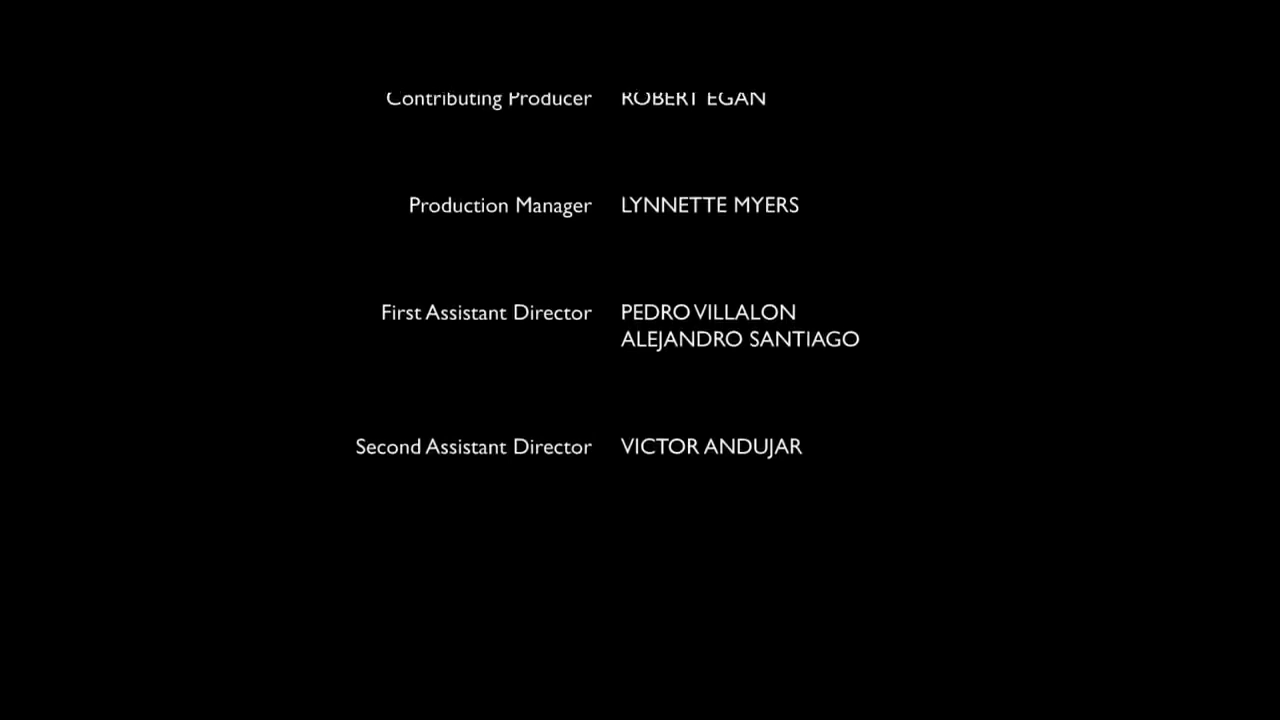 Contributing Producer ROBERT EGAN
Production Manager LYNNETTE MYERS
First Assistant Director PEDRO VILLALON
ALEJANDRO SANTIAGO
Second Assistant Director VICTOR ANDUJAR